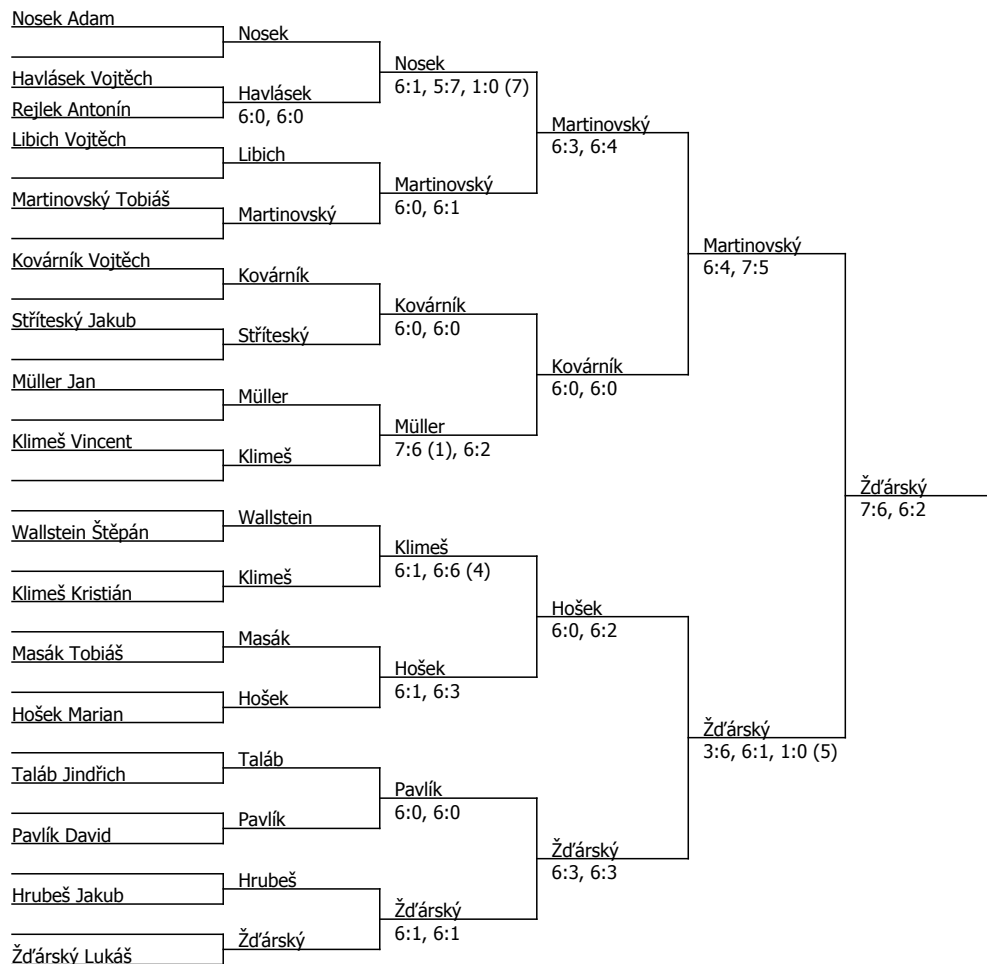 Nosek Adam
Havlásek Vojtěch
Rejlek Antonín
Libich Vojtěch
Martinovský Tobiáš
Kovárník Vojtěch
Stříteský Jakub
Müller Jan
Klimeš Vincent
Wallstein Štěpán
Klimeš Kristián
Masák Tobiáš
Hošek Marian
Taláb Jindřich
Pavlík David
Hrubeš Jakub
Žďárský Lukáš
Nosek
Havlásek
6:0, 6:0
Libich
Martinovský
Kovárník
Stříteský
Müller
Klimeš
Wallstein
Klimeš
Masák
Hošek
Taláb
Pavlík
Hrubeš
Žďárský
Nosek
6:1, 5:7, 1:0 (7)
Martinovský
6:0, 6:1
Kovárník
6:0, 6:0
Müller
7:6 (1), 6:2
Klimeš
6:1, 6:6 (4)
Hošek
6:1, 6:3
Pavlík
6:0, 6:0
Žďárský
6:1, 6:1
Martinovský
6:3, 6:4
Kovárník
6:0, 6:0
Hošek
6:0, 6:2
Žďárský
6:3, 6:3
Martinovský
6:4, 7:5
Žďárský
3:6, 6:1, 1:0 (5)
Žďárský
7:6, 6:2